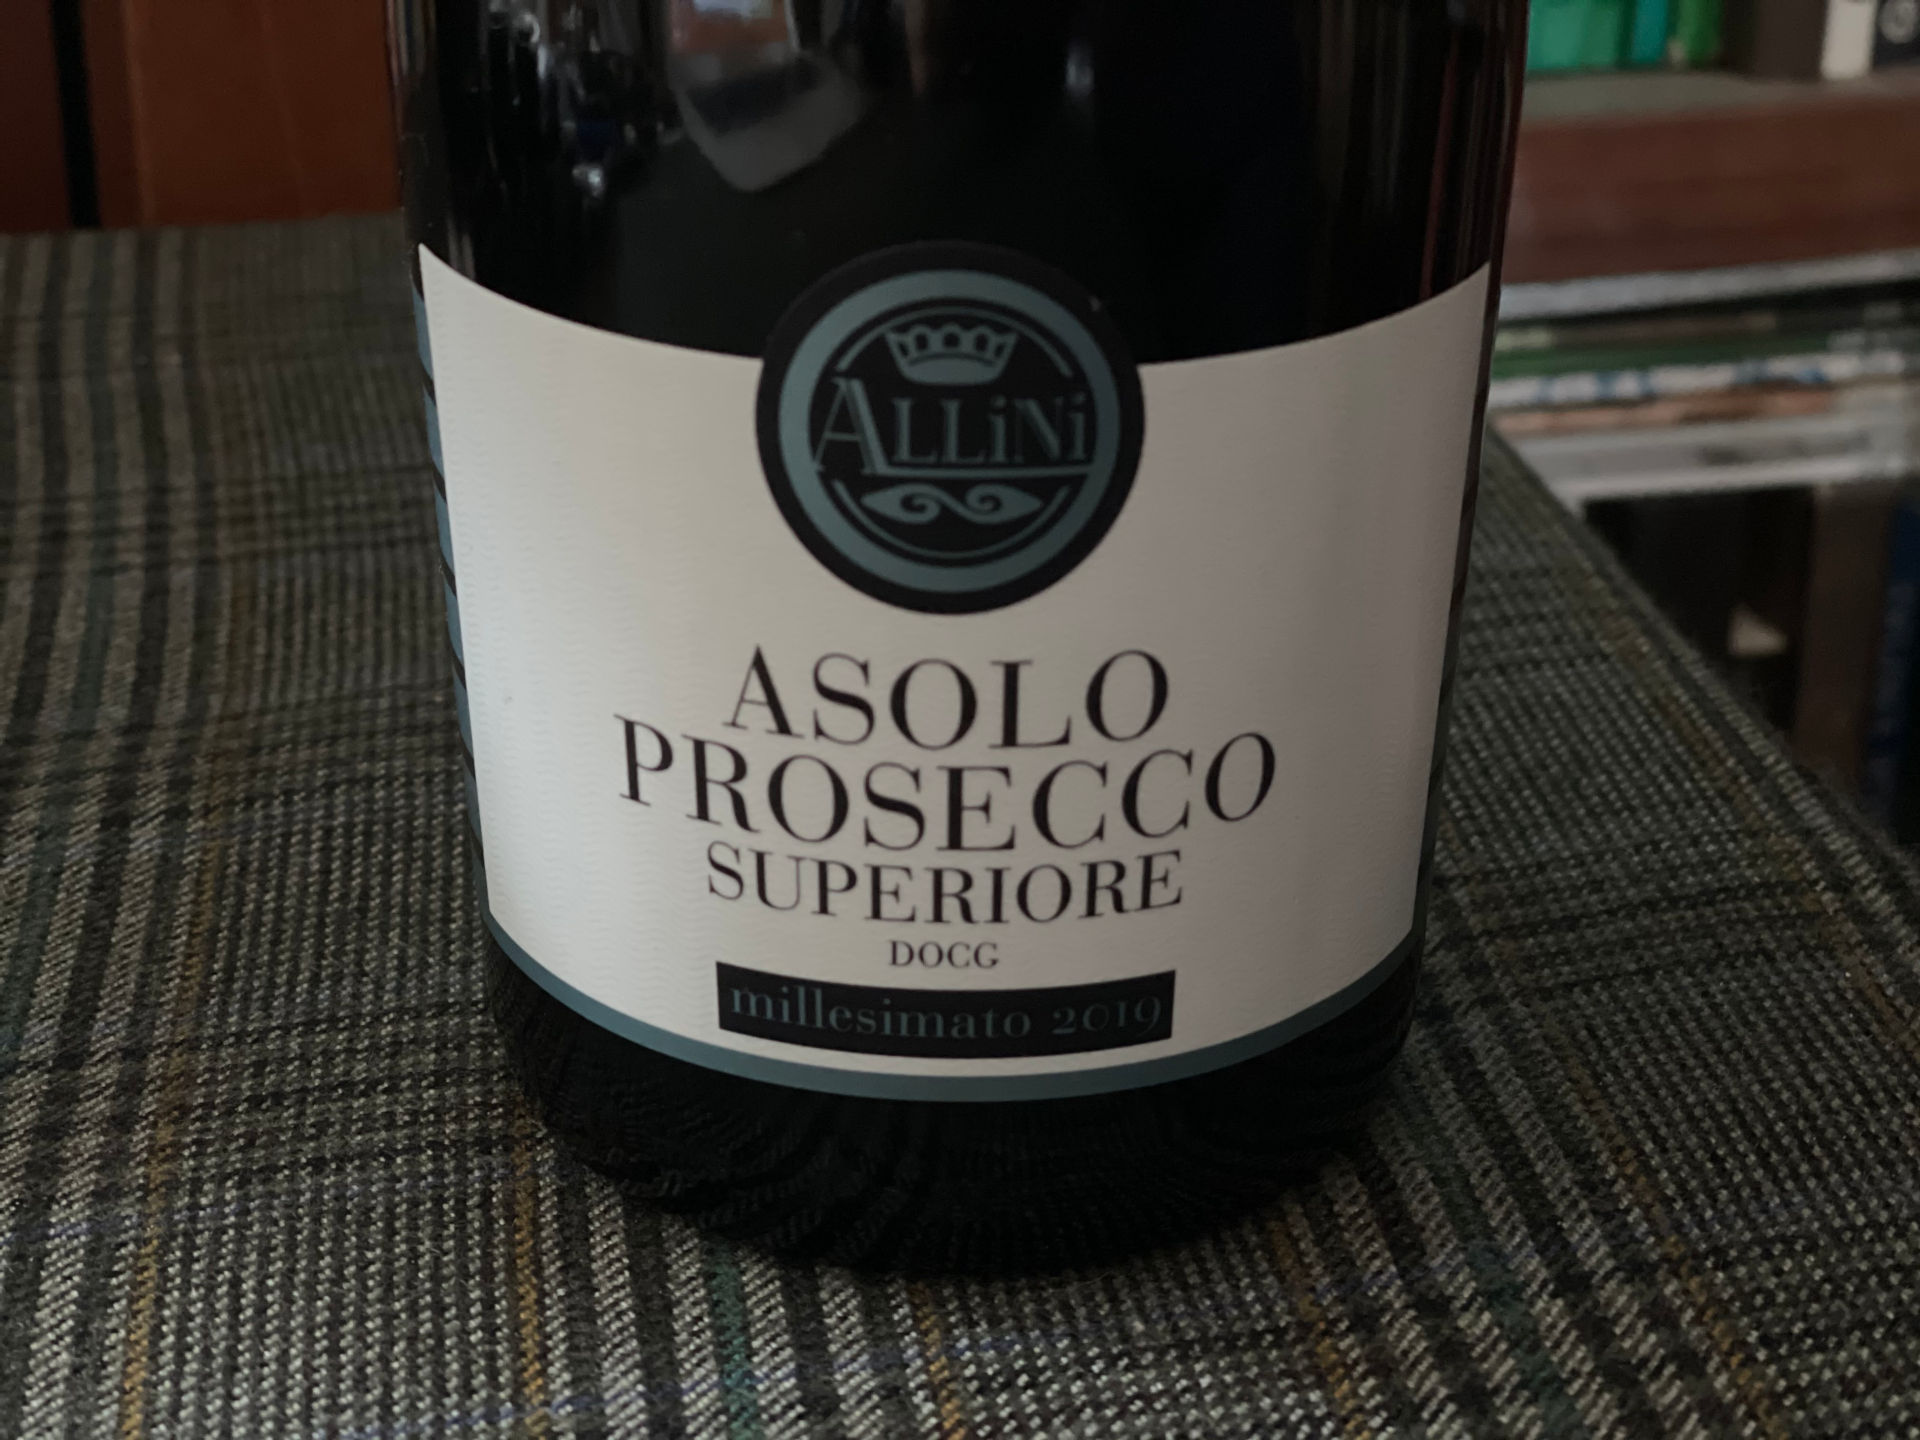 ALLiNi
ASOLO
PROSECCO
SUPERIORE
DOCG
millesimato 2019